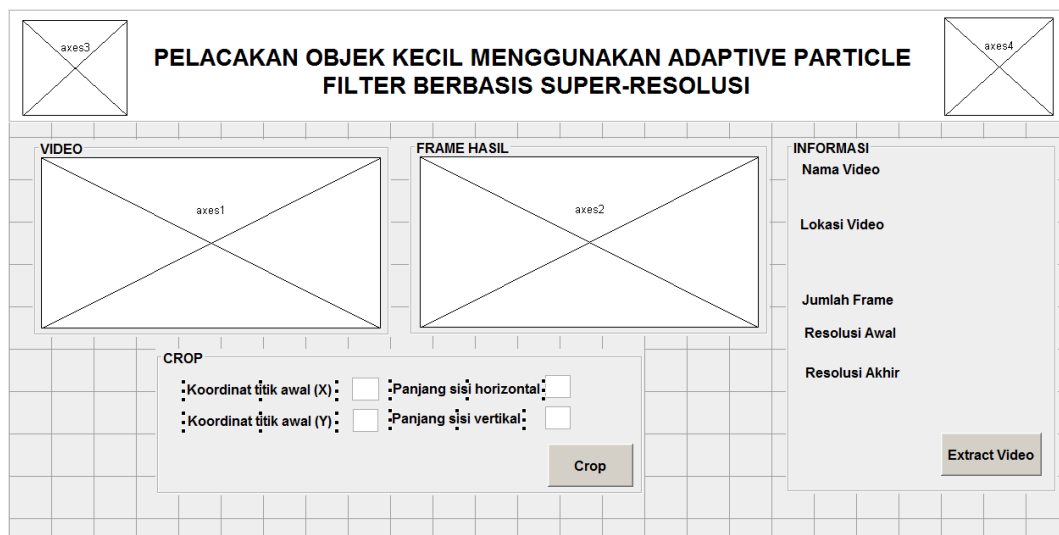 axes3
PELACAKAN OBJEK KECIL MENGGUNAKAN ADAPTIVE PARTICLE
FILTER BERBASIS SUPER-RESOLUSI
axes4
VIDEO
axes1
FRAME HASIL
axes2
INFORMASI
Nama Video
Lokasi Video
Jumlah Frame
Resolusi Awal
Resolusi Akhir
Extract Video
CROP
Koordinat titik awal (X)
Panjang sisi horizontal
Koordinat titik awal (Y)
Panjang sisi vertikal
Crop